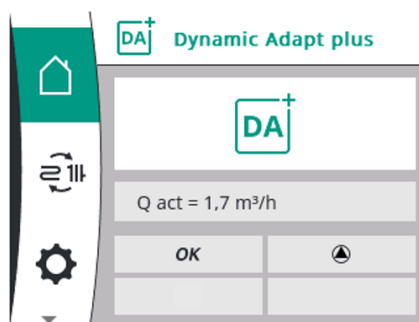 DA+ Dynamic Adapt plus
DA+
Q act = 1,7 m³/h
OK